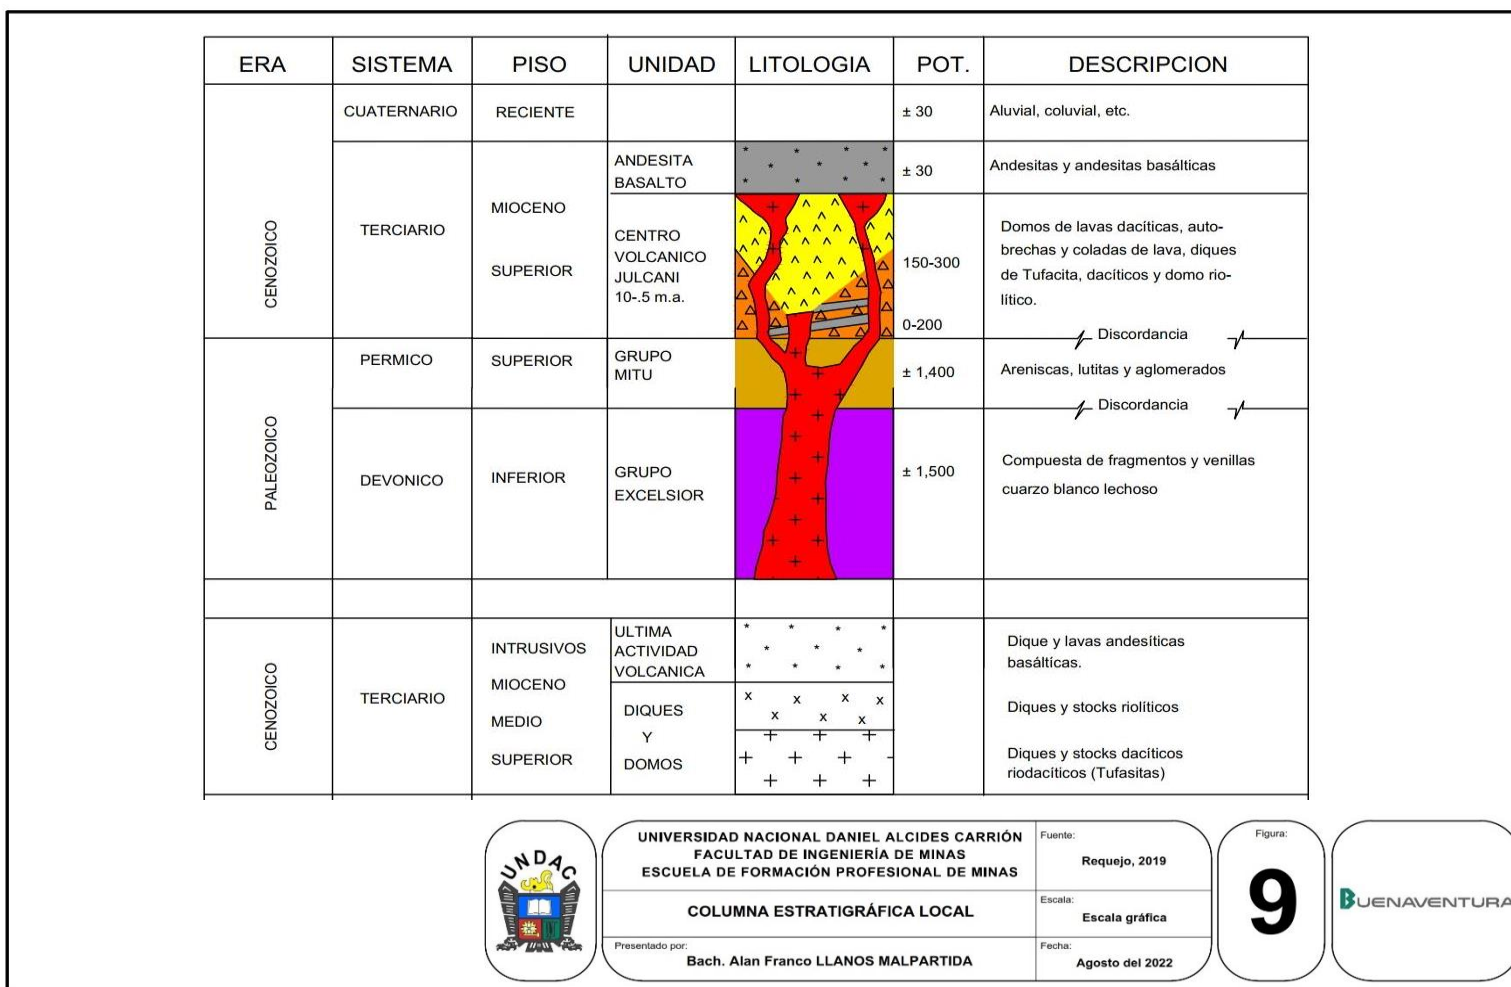 ERA SISTEMA PISO UNIDAD LITOLOGIA POT. DESCRIPCION
CENOZOICO
CUATERNARIO RECIENTE ± 30 Aluvial, coluvial, etc.
TERCIARIO
MIOCENO
SUPERIOR
ANDESITA
BASALTO
± 30
Andesitas y andesitas basálticas
CENTRO
VOLCANICO
JULCANI
10-.5 m.a.
150-300
0-200
Domos de lavas dacíticas, auto-
brechas y coladas de lava, diques
de Tufacita, dacíticos y domo rio-
lítico.
Discordancia
PALEOZOICO
PERMICO SUPERIOR
GRUPO
MITU
± 1,400
Areniscas, lutitas y aglomerados
Discordancia
DEVONICO INFERIOR
GRUPO
EXCELSIOR
± 1,500
Compuesta de fragmentos y venillas
cuarzo blanco lechoso
CENOZOICO
TERCIARIO
INTRUSIVOS
MIOCENO
MEDIO
SUPERIOR
ULTIMA
ACTIVIDAD
VOLCANICA
Dique y lavas andesíticas
basáltícas.
DIQUES
Y
DOMOS
Diques y stocks riolíticos
Diques y stocks dacíticos
riodacíticos (Tufasitas)
UNDAC
UNIVERSIDAD NACIONAL DANIEL ALCIDES CARRIÓN
FACULTAD DE INGENIERÍA DE MINAS
ESCUELA DE FORMACIÓN PROFESIONAL DE MINAS
COLUMNA ESTRATIGRÁFICA LOCAL
Presentado por:
Bach. Alan Franco LLANOS MALPARTIDA
Fuente:
Requejo, 2019
Escala:
Escala gráfica
Fecha:
Agosto del 2022
Figura:
9
BUENAVENTURA